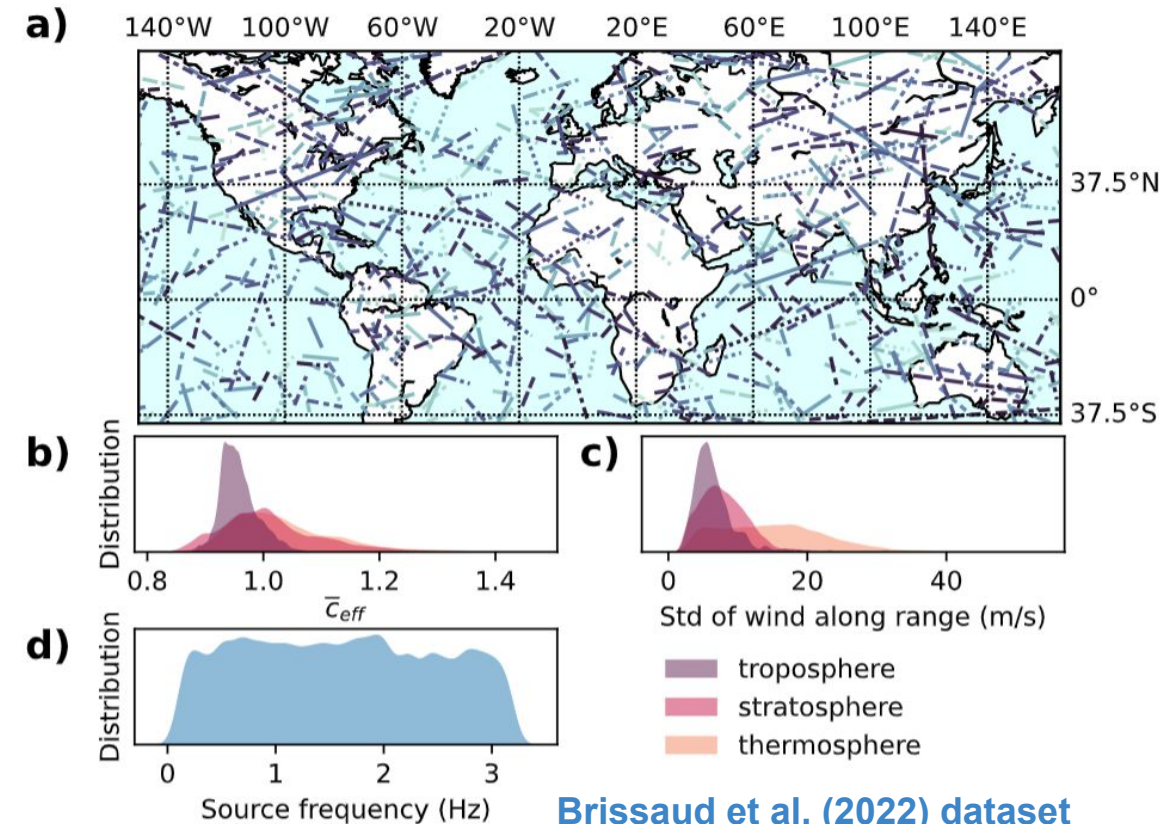 a)
140°W 100°W 60°W 20°W 20°E 60°E 100°E 140°E
37.5°N
0°
37.5°S
b)
Distribution
0.8 1.0 1.2 1.4
c̅eff
c)
0 20 40
Std of wind along range (m/s)
d)
Distribution
0 1 2 3
Source frequency (Hz)
troposphere
stratosphere
thermosphere
Brissaud et al. (2022) dataset